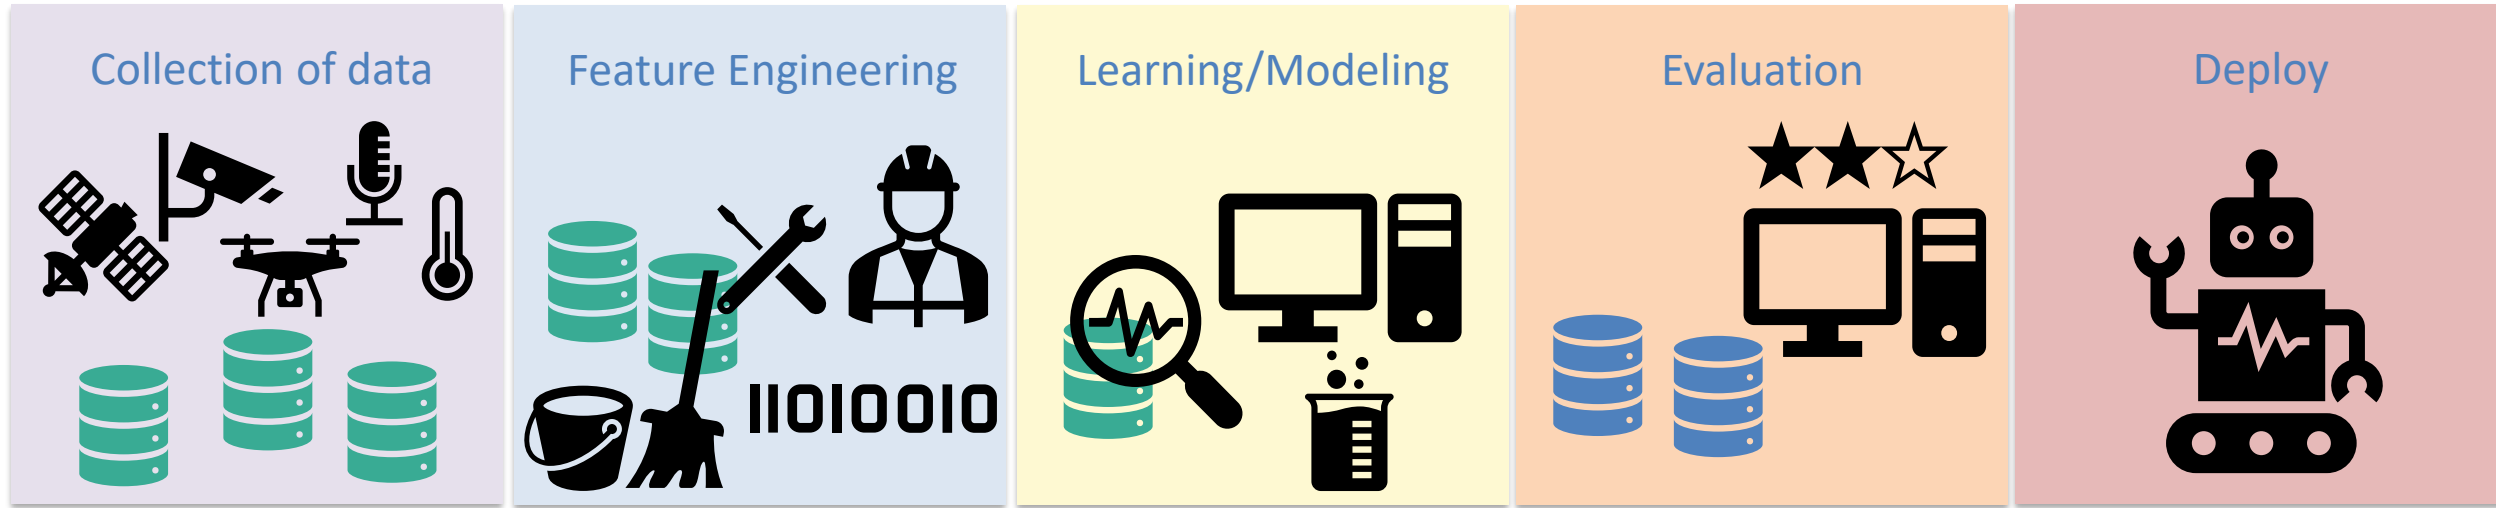 Collection of data
Feature Engineering
Learning/Modeling
Evaluation
Deploy
11010010